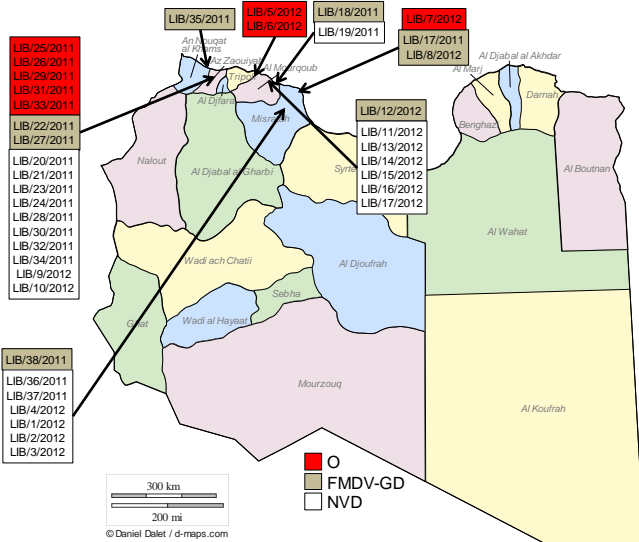 LIB/35/2011
LIB/5/2012
LIB/6/2012
LIB/18/2011
LIB/19/2011
LIB/7/2012
LIB/17/2011
LIB/8/2012
LIB/25/2011
LIB/26/2011
LIB/29/2011
LIB/31/2011
LIB/33/2011
LIB/22/2011
LIB/27/2011
LIB/20/2011
LIB/21/2011
LIB/23/2011
LIB/24/2011
LIB/28/2011
LIB/30/2011
LIB/32/2011
LIB/34/2011
LIB/9/2012
LIB/10/2012
An Nouqat
al Khams
Az Zaouiyah
Al Mourqoub
Al Djfara
Nalout
Al Djabal al Gharbi
LIB/12/2012
LIB/11/2012
LIB/13/2012
LIB/14/2012
LIB/15/2012
LIB/16/2012
LIB/17/2012
Al Marj
Al Djabal al Akhdar
Darnah
Al Boutnan
Al Wahat
Wadi ach Chatii
Al Djoufrah
Sebha
Wadi al Hayaat
Mourzouq
Al Koufrah
LIB/38/2011
LIB/36/2011
LIB/37/2011
LIB/4/2012
LIB/1/2012
LIB/2/2012
LIB/3/2012
O
FMDV-GD
NVD
300 km
200 mi
© Daniel Dalet / d-maps.com